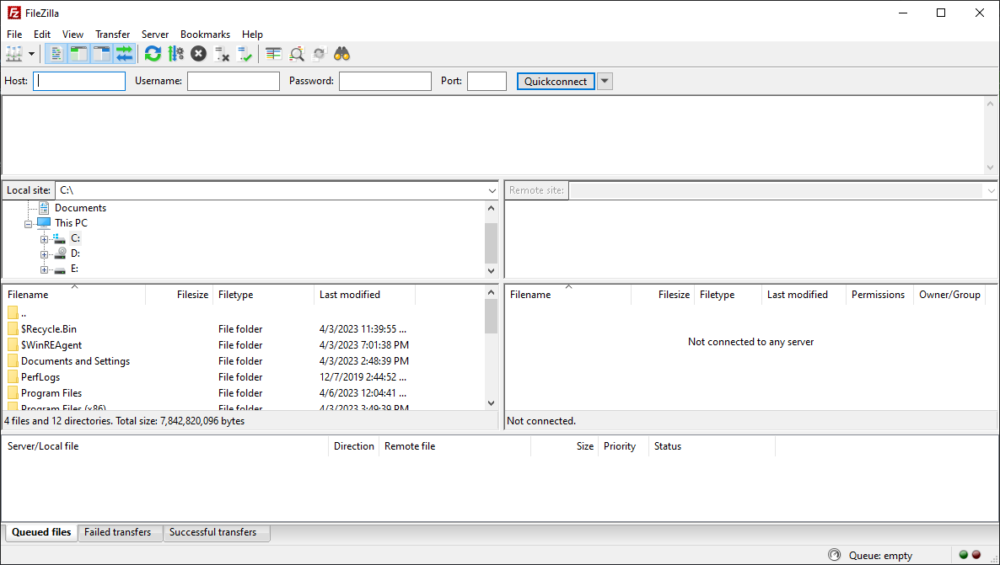 FileZilla
File Edit View Transfer Server Bookmarks Help
Host: Username: Password: Port: Quickconnect
Local site: C:\
Remote site:
Documents
This PC
C:
D:
E:
Filename Filesize Filetype Last modified
..
$Recycle.Bin File folder 4/3/2023 11:39:55 ...
$WinREAgent File folder 4/3/2023 7:01:38 PM
Documents and Settings File folder 4/3/2023 2:48:39 PM
PerfLogs File folder 12/7/2019 2:44:52 ...
Program Files File folder 4/6/2023 12:04:41 ...
Program Files (x86) File folder 4/3/2023 3:49:39 PM
4 files and 12 directories. Total size: 7,842,820,096 bytes
Filename Filesize Filetype Last modified Permissions Owner/Group
Not connected to any server
Not connected.
Server/Local file Direction Remote file Size Priority Status
Queued files Failed transfers Successful transfers
Queue: empty